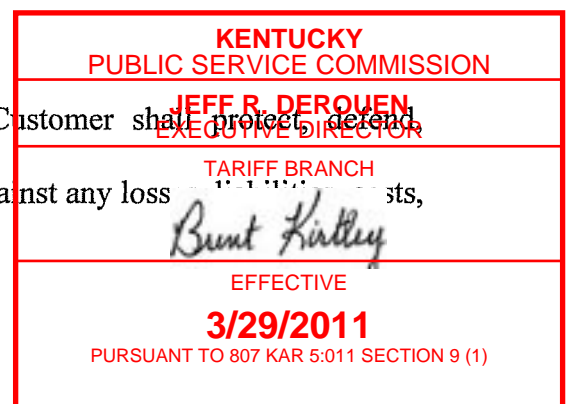 KENTUCKY
PUBLIC SERVICE COMMISSION
JEFF R. DEROUEN
Customer shall protect, defend,
EXECUTIVE DIRECTOR
TARIFF BRANCH
ainst any loss sts,
Bunt Kirtley
EFFECTIVE
3/29/2011
PURSUANT TO 807 KAR 5:011 SECTION 9 (1)